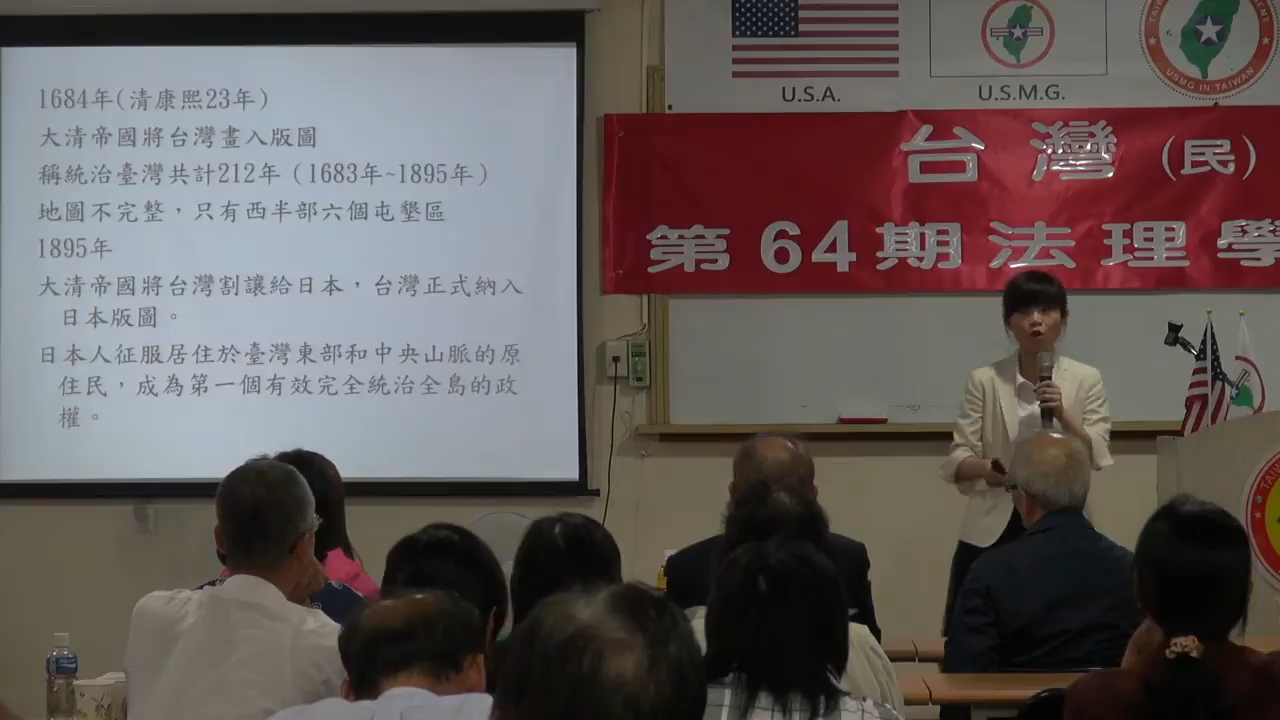 1684年(清康熙23年)
大清帝國將台灣畫入版圖
稱統治臺灣共計212年（1683年~1895年）
地圖不完整，只有西半部六個屯墾區
1895年
大清帝國將台灣割讓給日本，台灣正式納入
日本版圖。
日本人征服居住於臺灣東部和中央山脈的原
住民，成為第一個有效完全統治全島的政
權。
U.S.A.
U.S.M.G.
USMG IN TAIWAN
台灣(民)
第64期法理學